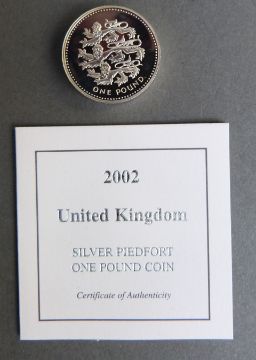 ONE POUND
2002
United Kingdom
SILVER PIEDFORT
ONE POUND COIN
Certificate of Authenticity